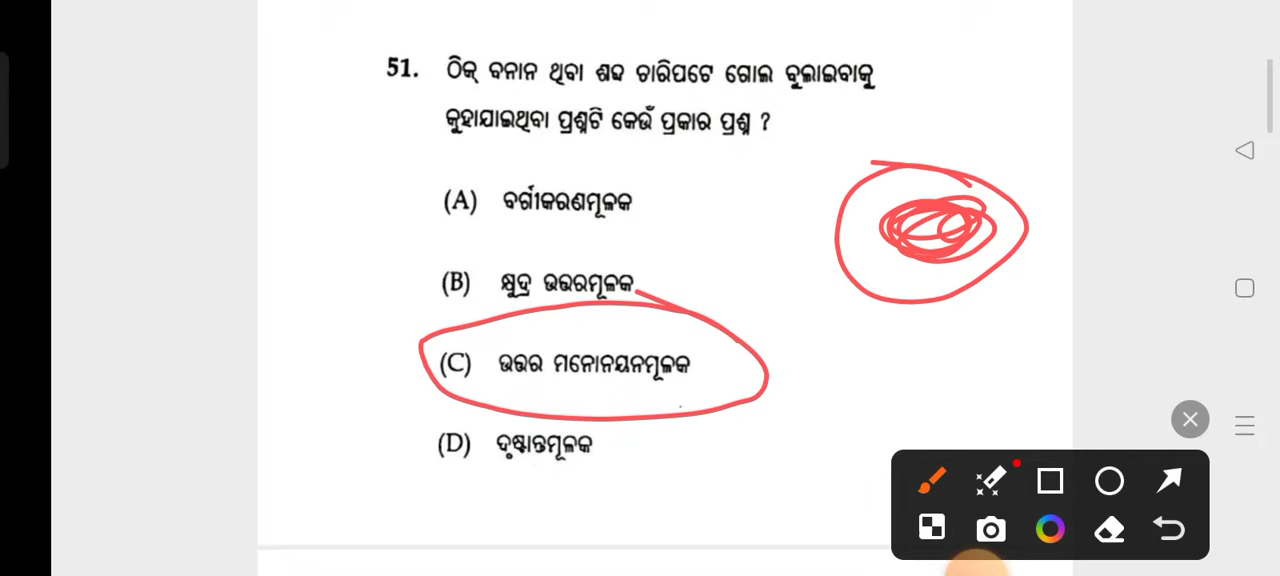 51. ଠିକ୍ ବନାନ ଥିବା ଶବ୍ଦ ଚାରିପଟେ ଗୋଲ ବୁଲାଇବାକୁ
କୁହାଯାଇଥିବା ପ୍ରଶ୍ନଟି କେଉଁ ପ୍ରକାର ପ୍ରଶ୍ନ ?
(A) ବର୍ଗୀକରଣମୂଳକ
(B) କ୍ଷୁଦ୍ର ଉତ୍ତରମୂଳକ
(C) ଉତ୍ତର ମନୋନୟନମୂଳକ
(D) ଦୃଷ୍ଟାନ୍ତମୂଳକ